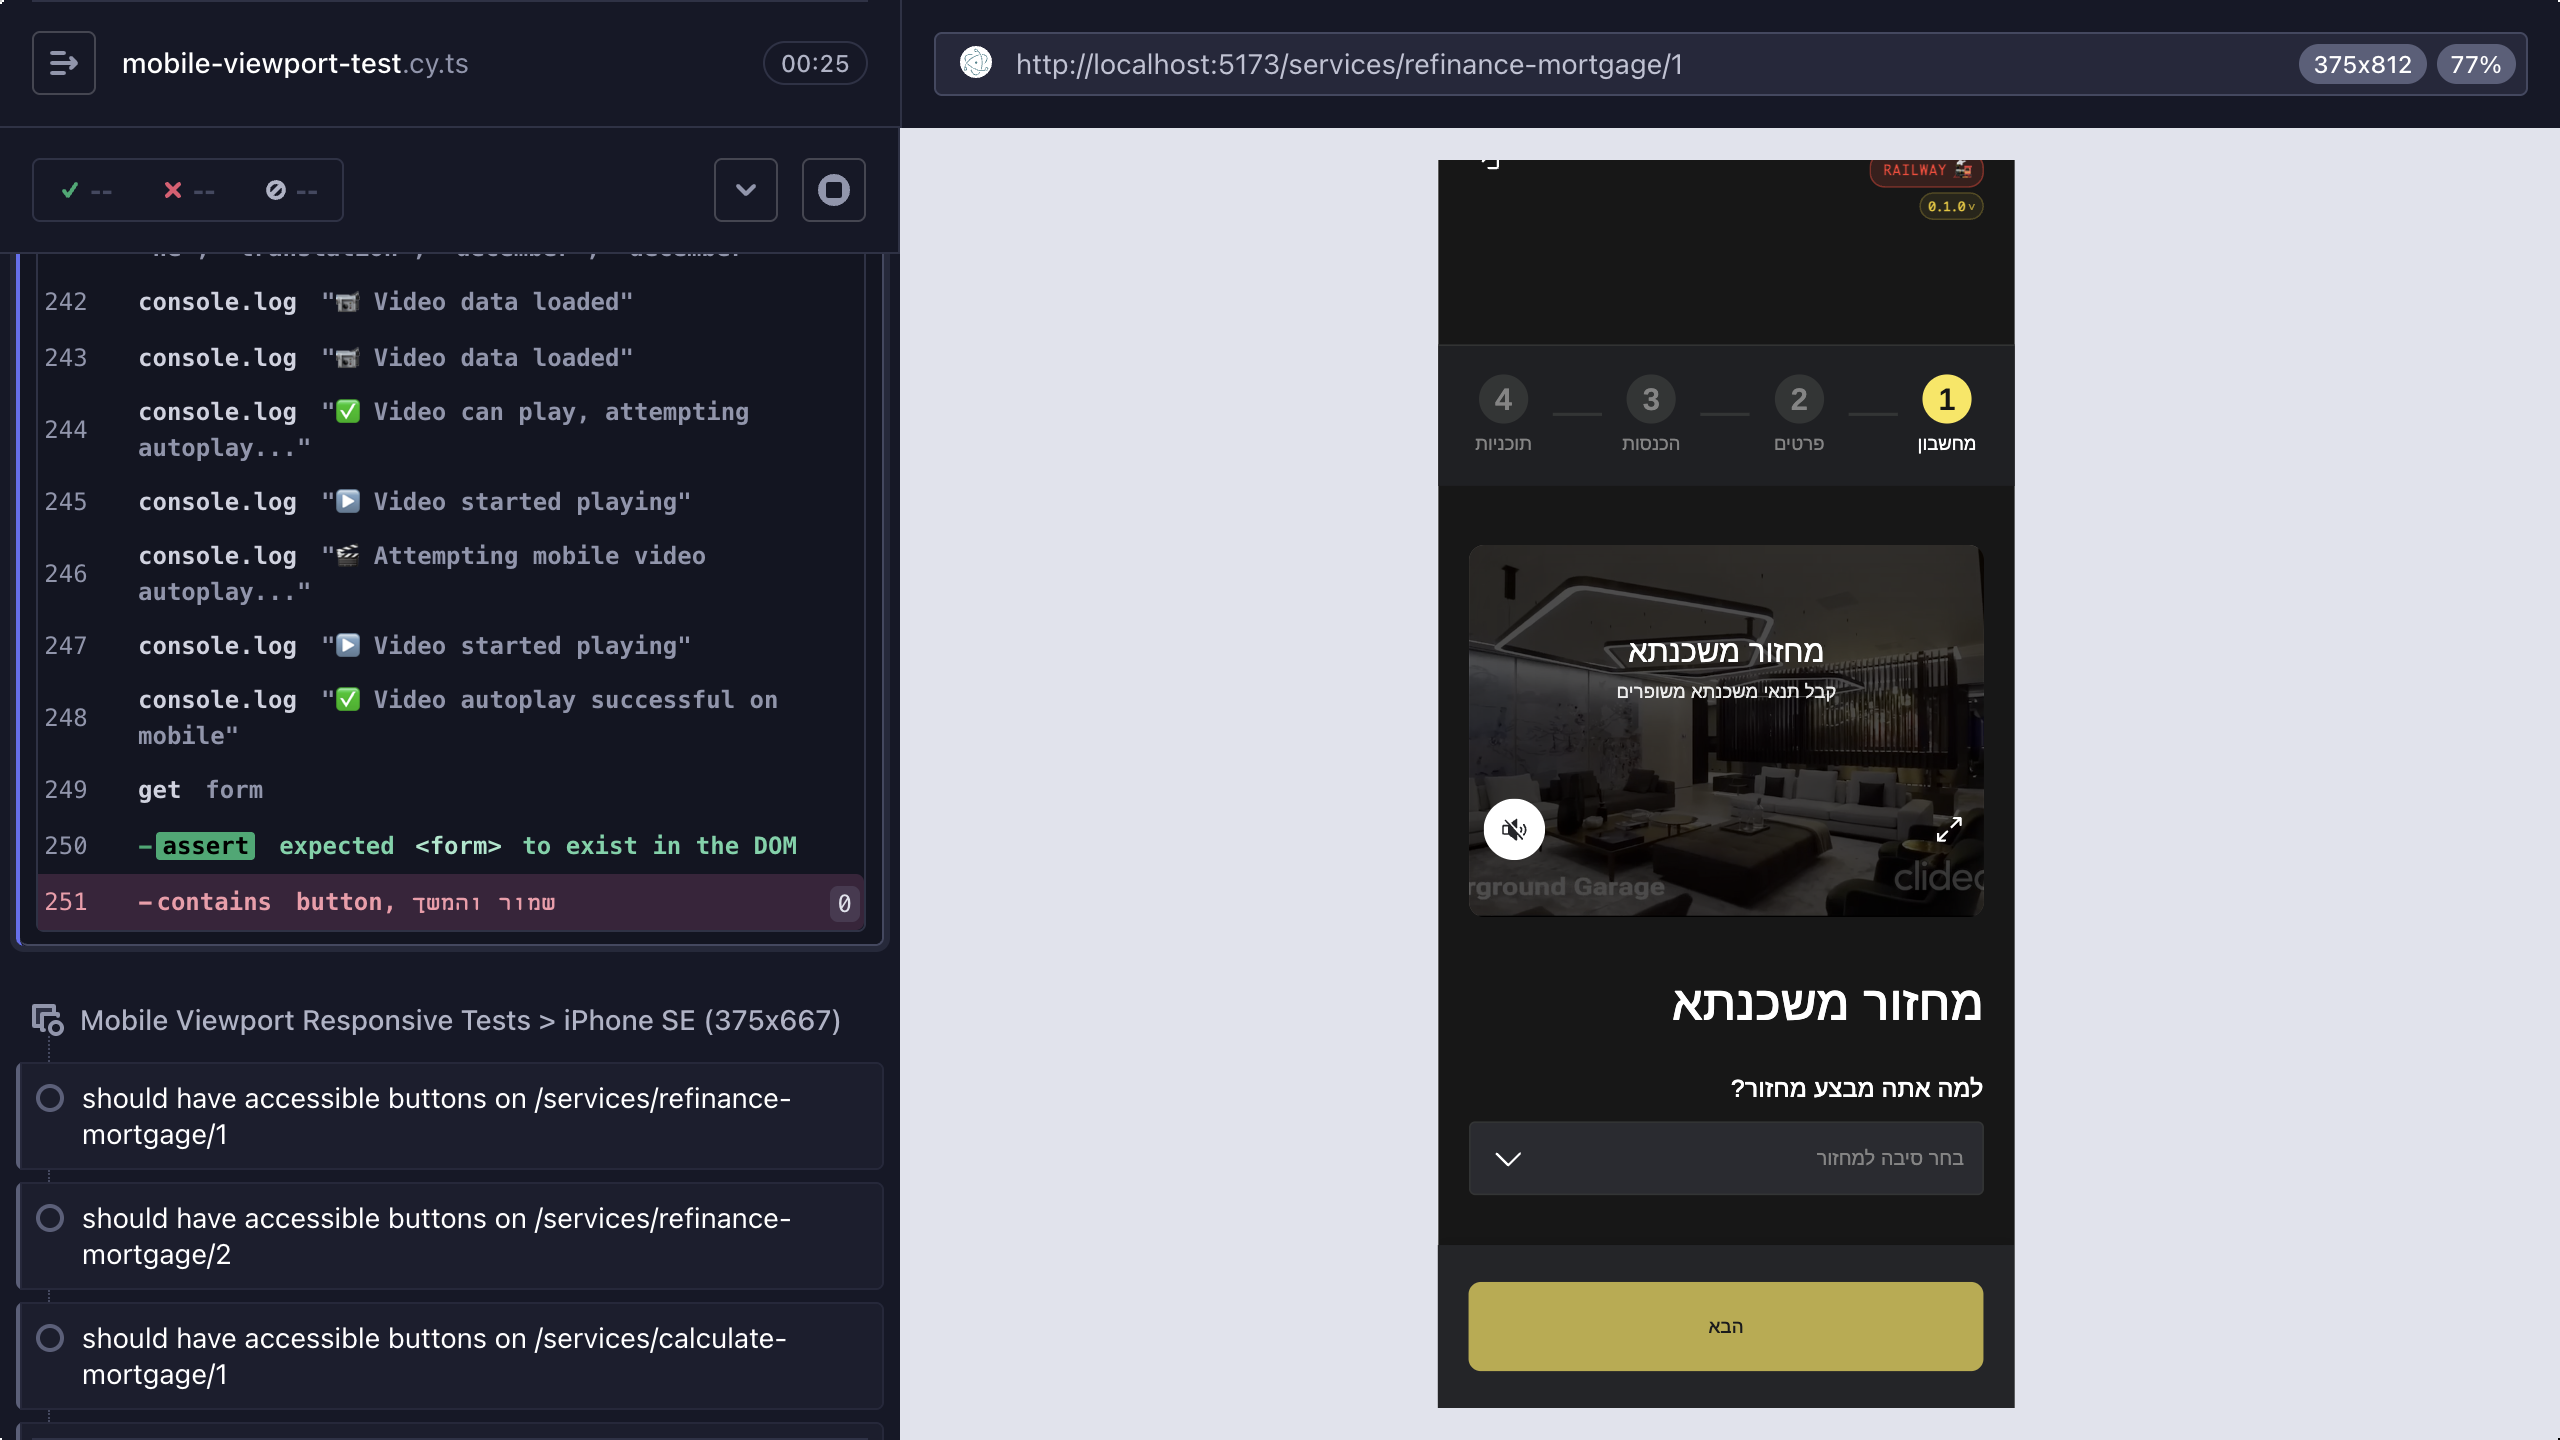 mobile-viewport-test.cy.ts
00:25
-- -- --
"he", "translation", "december", "december"
242 console.log "📹 Video data loaded"
243 console.log "📹 Video data loaded"
244 console.log "✅ Video can play, attempting
autoplay..."
245 console.log "▶️ Video started playing"
246 console.log "🎬 Attempting mobile video
autoplay..."
247 console.log "▶️ Video started playing"
248 console.log "✅ Video autoplay successful on
mobile"
249 get form
250 -assert expected <form> to exist in the DOM
251 -contains button, שמור והמשך 0
Mobile Viewport Responsive Tests > iPhone SE (375x667)
should have accessible buttons on /services/refinance-
mortgage/1
should have accessible buttons on /services/refinance-
mortgage/2
should have accessible buttons on /services/calculate-
mortgage/1
http://localhost:5173/services/refinance-mortgage/1
375x812 77%
RAILWAY 🚂
0.1.0v
1 2 3 4
מחשבון פרטים הכנסות תוכניות
מחזור משכנתא
קבל תנאי משכנתא משופרים
rground Garage
clideo
מחזור משכנתא
למה אתה מבצע מחזור?
בחר סיבה למחזור
הבא